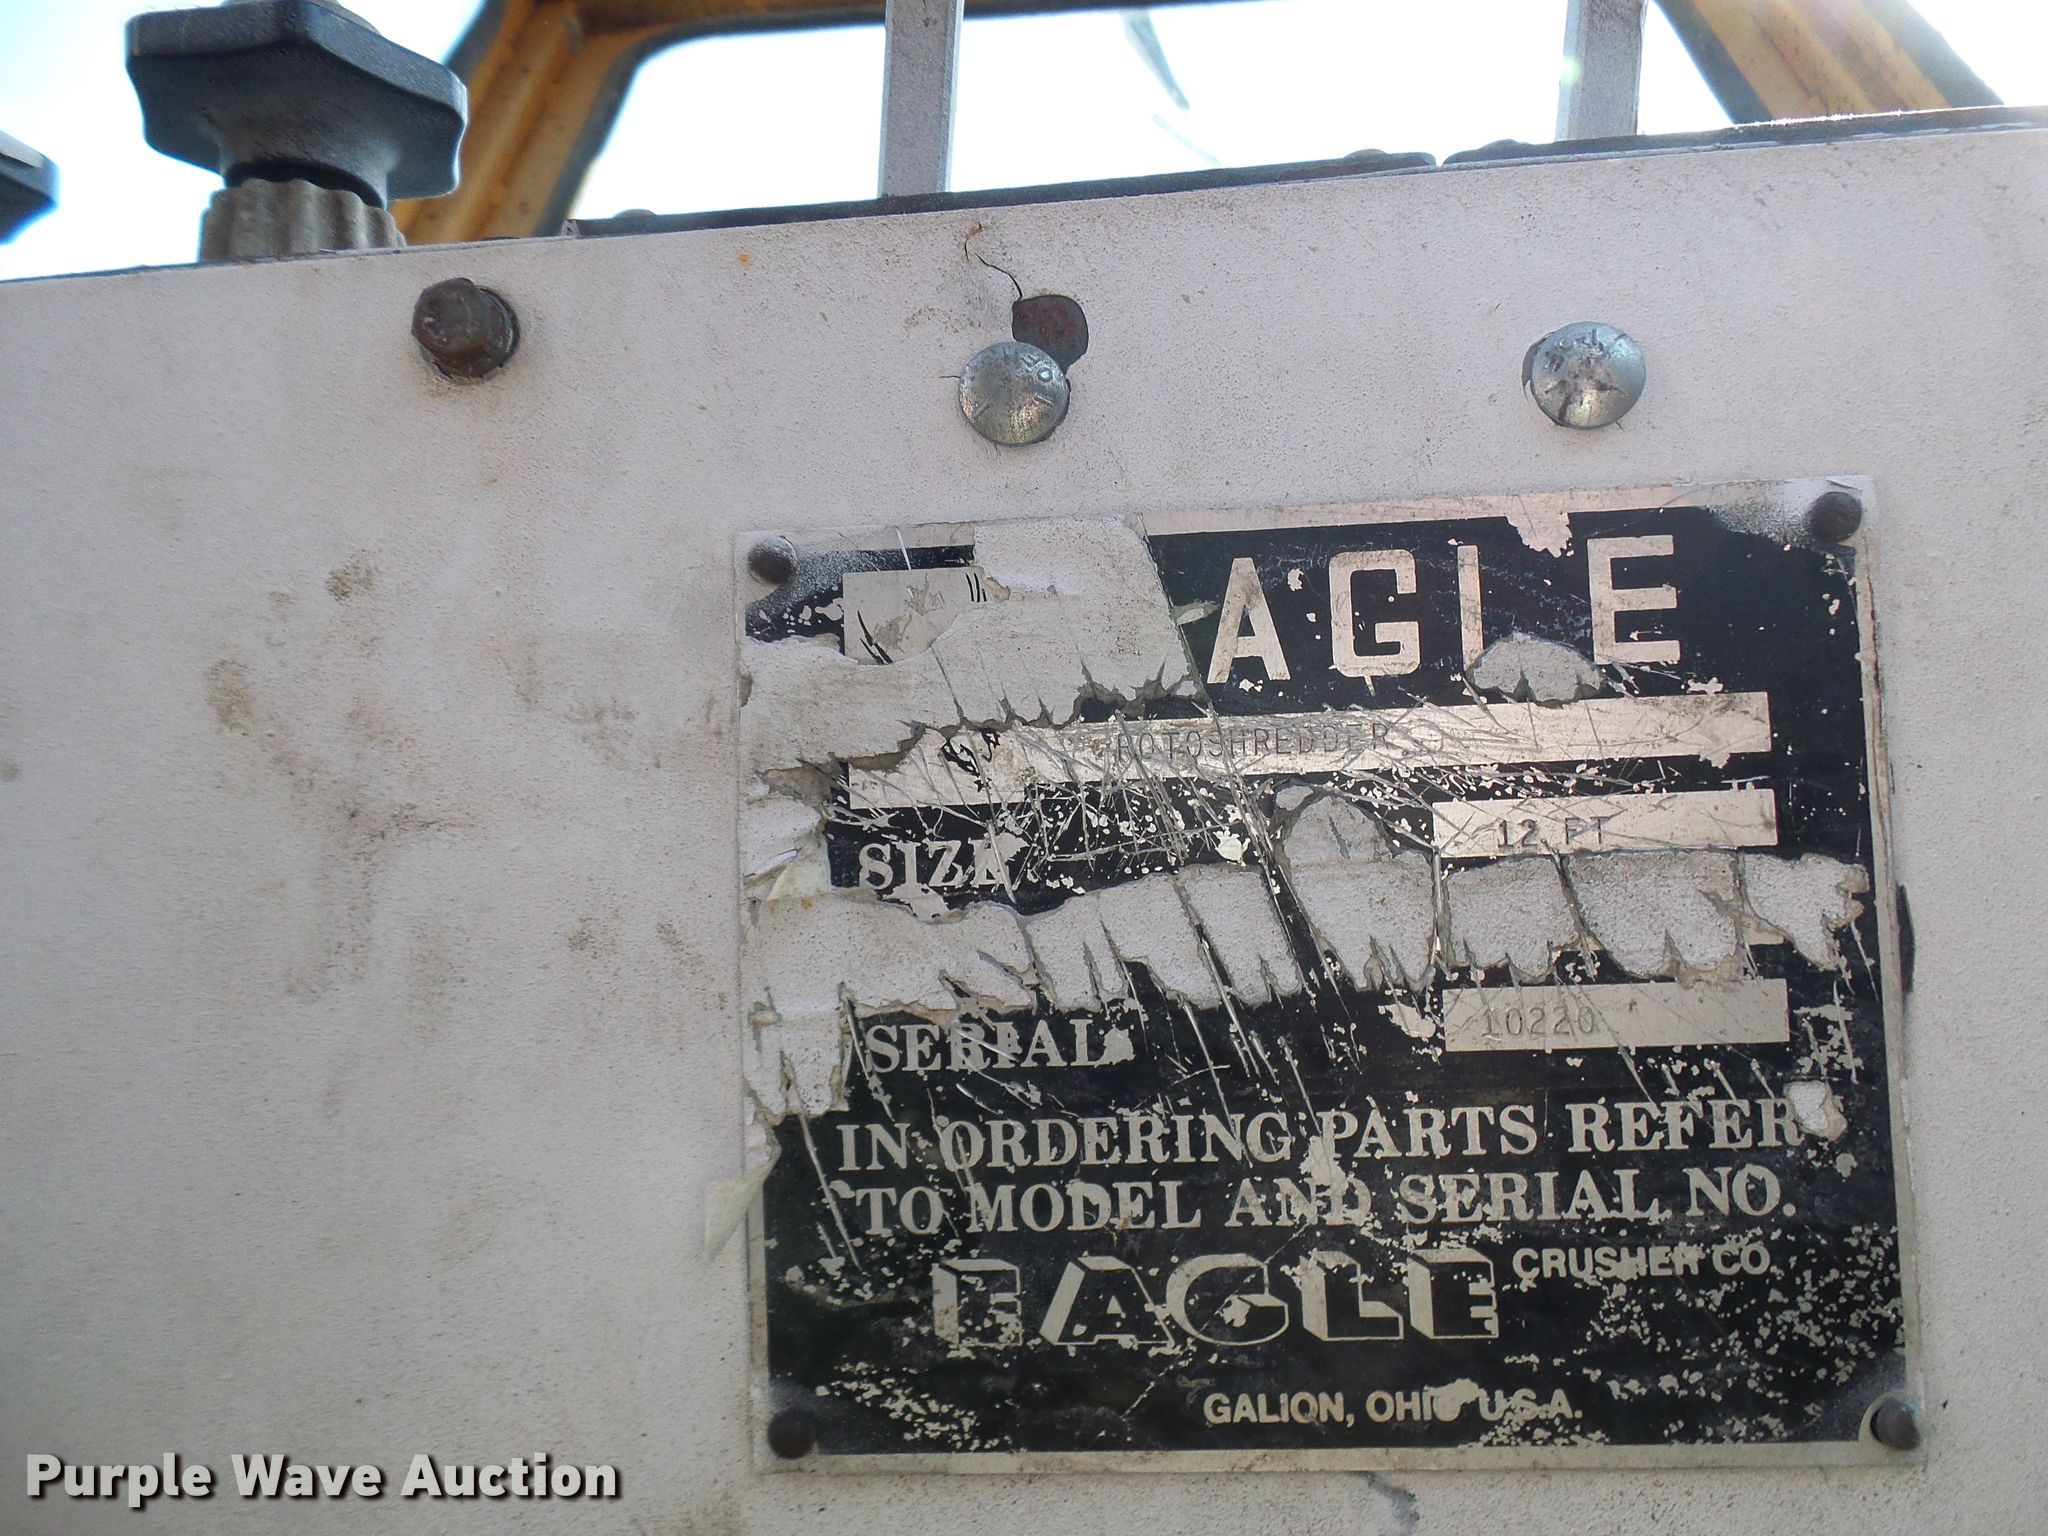 AGLE
ROTOSHREDDER
SIZE 12 FT
SERIAL 10220
IN ORDERING PARTS REFER
TO MODEL AND SERIAL NO.
EAGLE CRUSHER CO.
GALION, OHIO U.S.A.
Purple Wave Auction